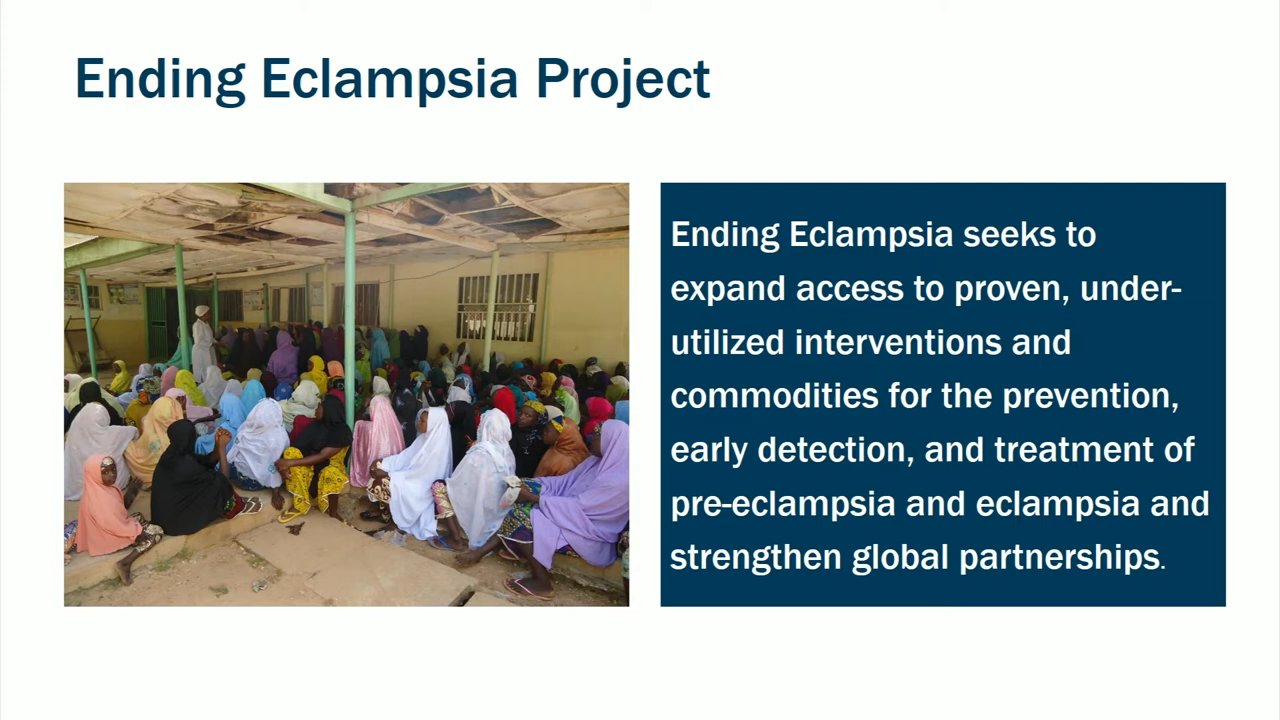 Ending Eclampsia Project
Ending Eclampsia seeks to
expand access to proven, under-
utilized interventions and
commodities for the prevention,
early detection, and treatment of
pre-eclampsia and eclampsia and
strengthen global partnerships.